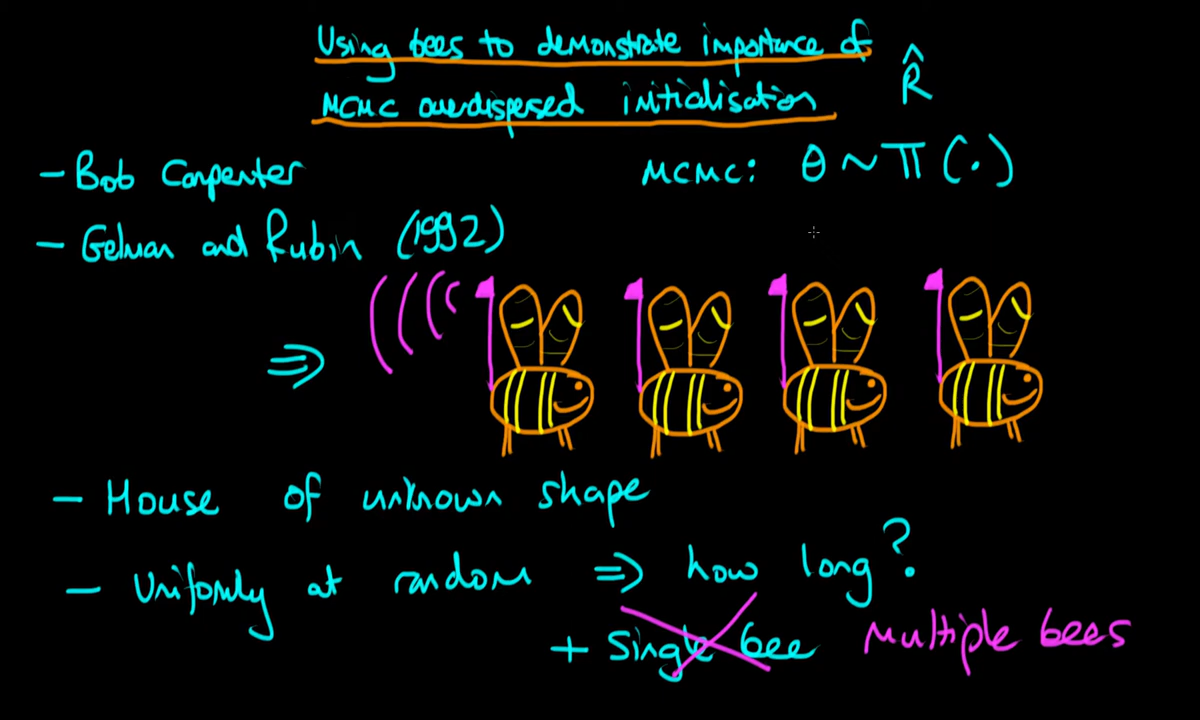 Using bees to demonstrate importance of
MCMC overdispersed initialisation R̂
- Bob Carpenter
MCMC: θ ~ π (·)
- Gelman and Rubin (1992)
⇒
- House of unknown shape
- Uniformly at random ⇒ how long?
+ Single bee Multiple bees